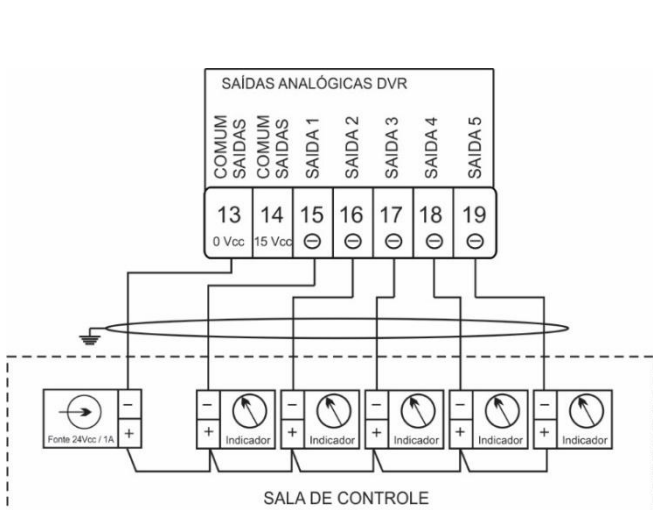 SAÍDAS ANALÓGICAS DVR
COMUM
SAIDAS
COMUM
SAIDAS
SAIDA 1
SAIDA 2
SAIDA 3
SAIDA 4
SAIDA 5
13 14 15 16 17 18 19
0 Vcc 15 Vcc
− − − − − −
+ + + + + +
Fonte 24Vcc / 1A Indicador Indicador Indicador Indicador Indicador
SALA DE CONTROLE